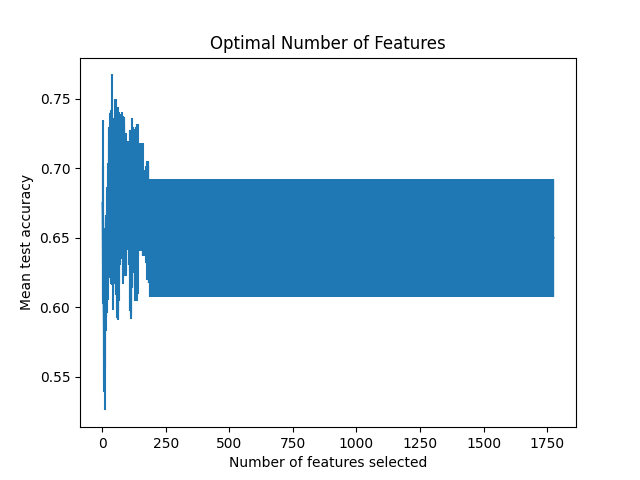 Optimal Number of Features
Mean test accuracy
0.75
0.70
0.65
0.60
0.55
0 250 500 750 1000 1250 1500 1750
Number of features selected